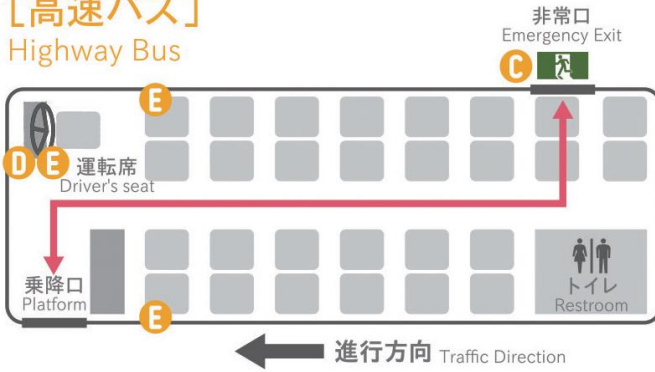 [高速バス]
Highway Bus
非常口
Emergency Exit
C
E
D E
運転席
Driver's seat
乗降口
Platform
E
トイレ
Restroom
進行方向 Traffic Direction